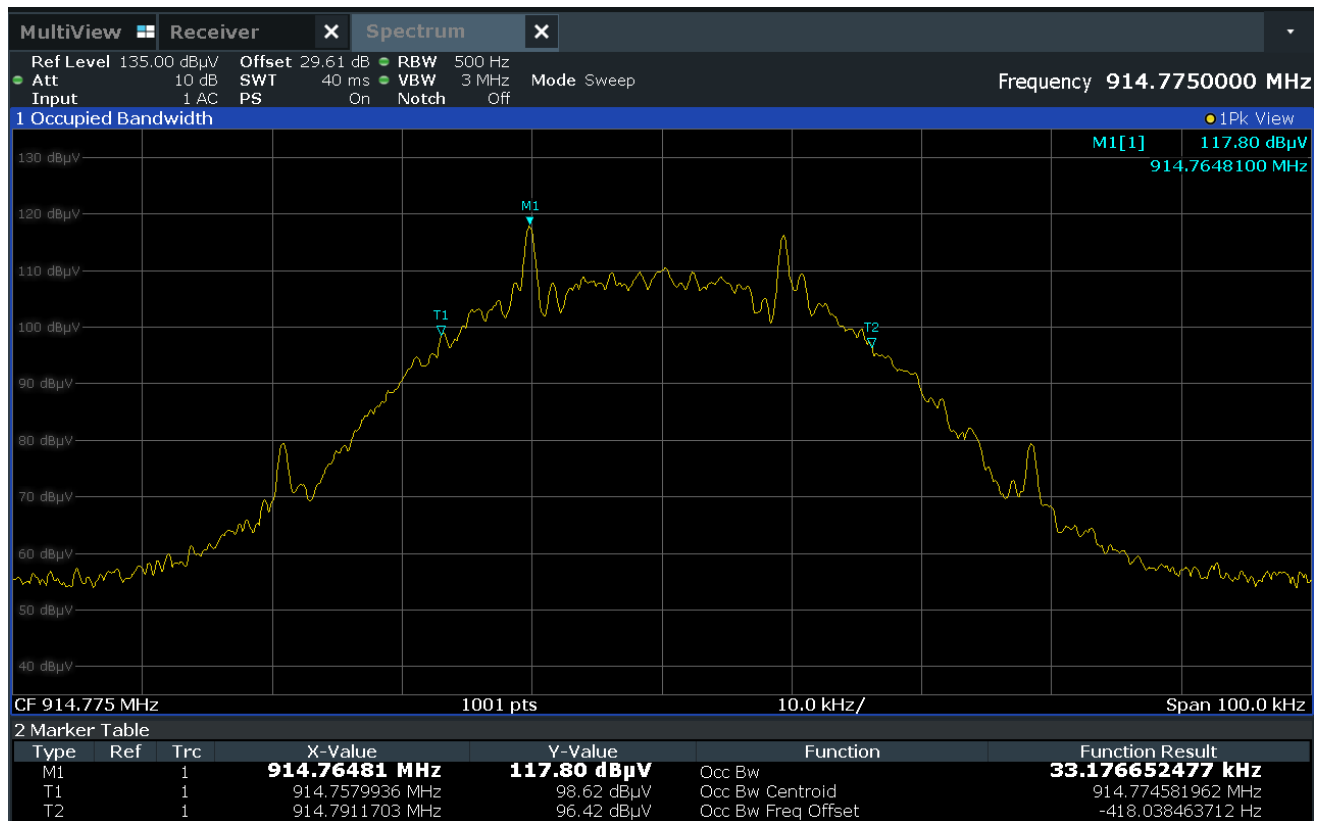 MultiView Receiver X Spectrum X
Ref Level 135.00 dBµV Offset 29.61 dB RBW 500 Hz
Att 10 dB SWT 40 ms VBW 3 MHz Mode Sweep Frequency 914.7750000 MHz
Input 1 AC PS On Notch Off
1 Occupied Bandwidth 1Pk View
M1[1] 117.80 dBµV
914.7648100 MHz
130 dBµV
M1
120 dBµV
110 dBµV
T1
100 dBµV
T2
90 dBµV
80 dBµV
70 dBµV
60 dBµV
50 dBµV
40 dBµV
CF 914.775 MHz 1001 pts 10.0 kHz/ Span 100.0 kHz
2 Marker Table
Type Ref Trc X-Value Y-Value Function Function Result
M1 1 914.76481 MHz 117.80 dBµV Occ Bw 33.176652477 kHz
T1 1 914.7579936 MHz 98.62 dBµV Occ Bw Centroid 914.774581962 MHz
T2 1 914.7911703 MHz 96.42 dBµV Occ Bw Freq Offset -418.038463712 Hz